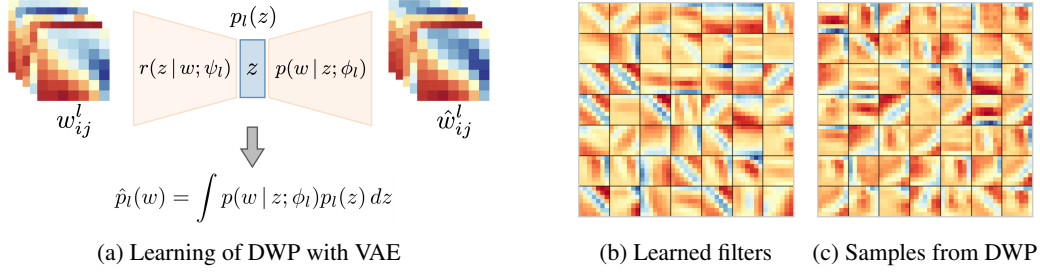 p_l(z)
r(z | w; ψ_l)
z
p(w | z; ϕ_l)
w^l_{ij}
ŵ^l_{ij}
p̂_l(w) = ∫ p(w | z; ϕ_l)p_l(z) dz
(a) Learning of DWP with VAE
(b) Learned filters
(c) Samples from DWP